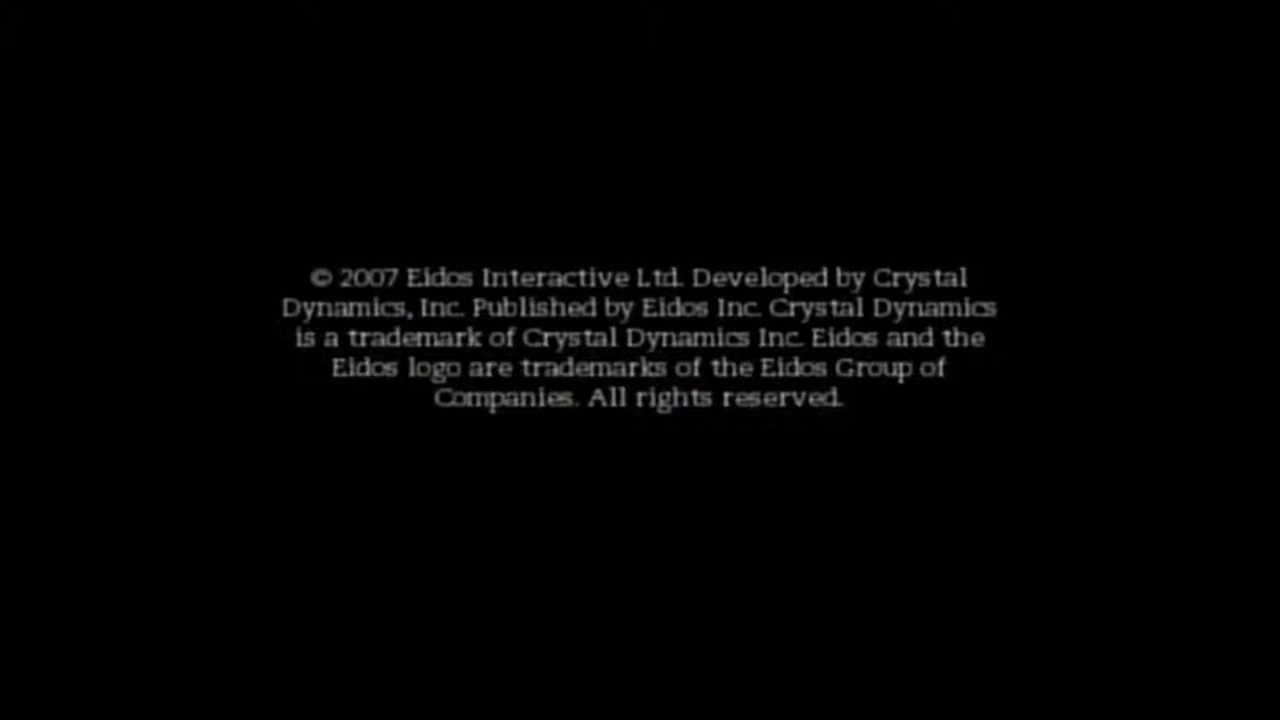 © 2007 Eidos Interactive Ltd. Developed by Crystal
Dynamics, Inc. Published by Eidos Inc. Crystal Dynamics
is a trademark of Crystal Dynamics Inc. Eidos and the
Eidos logo are trademarks of the Eidos Group of
Companies. All rights reserved.